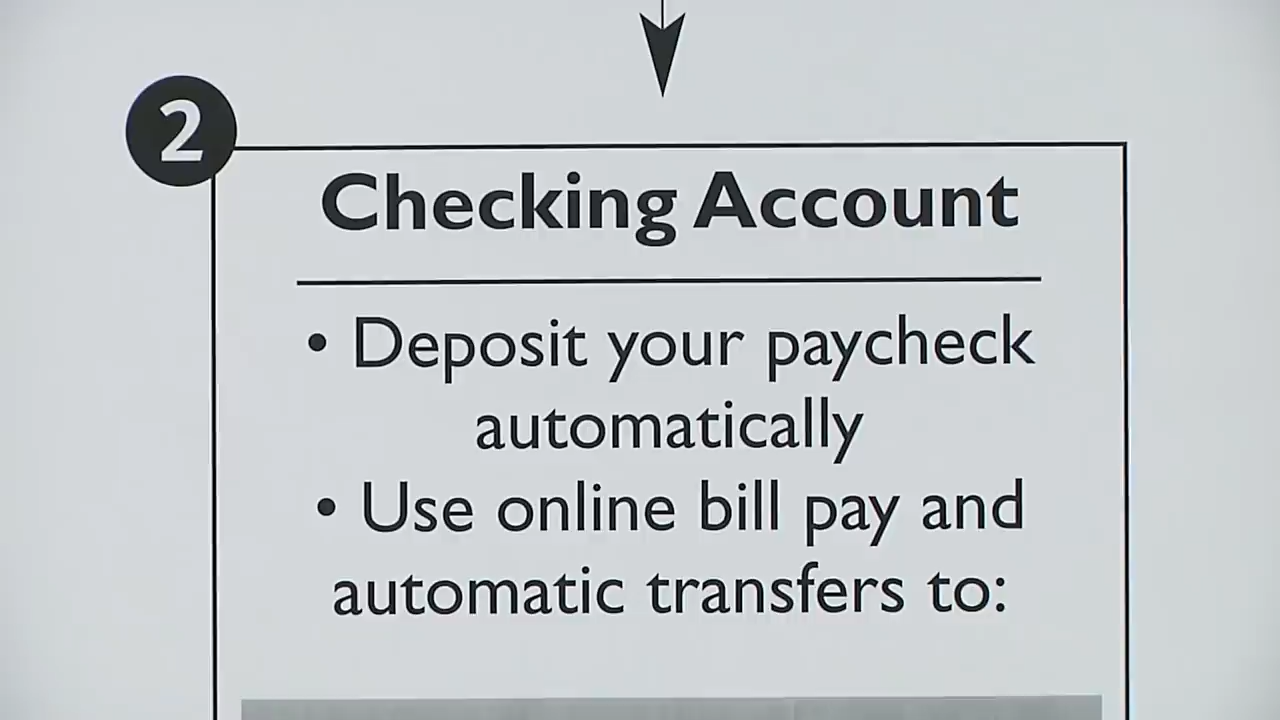 2
Checking Account
• Deposit your paycheck
automatically
• Use online bill pay and
automatic transfers to: